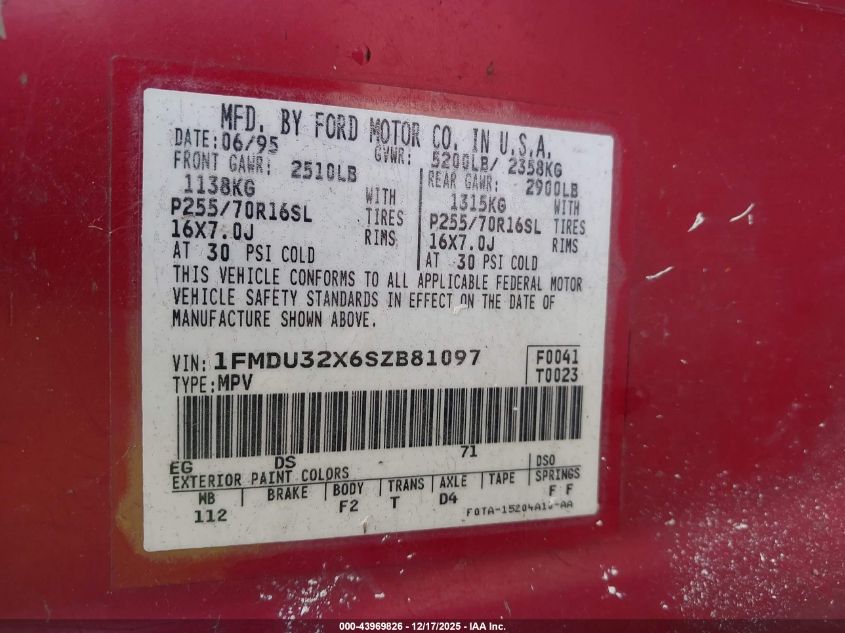 MFD. BY FORD MOTOR CO. IN U.S.A.
DATE: 06/95 GVWR: 5200LB/ 2358KG
FRONT GAWR: 2510LB REAR GAWR: 2900LB
1138KG WITH 1315KG WITH
P255/70R16SL TIRES P255/70R16SL TIRES
16X7.0J RIMS 16X7.0J RIMS
AT 30 PSI COLD AT 30 PSI COLD
THIS VEHICLE CONFORMS TO ALL APPLICABLE FEDERAL MOTOR
VEHICLE SAFETY STANDARDS IN EFFECT ON THE DATE OF
MANUFACTURE SHOWN ABOVE.
VIN: 1FMDU32X6SZB81097 F0041
TYPE: MPV T0023
EG DS 71
EXTERIOR PAINT COLORS DSO
WB BRAKE BODY TRANS AXLE TAPE SPRINGS
112 F2 T D4 F F
000-43969826 - 12/17/2025 - IAA Inc.